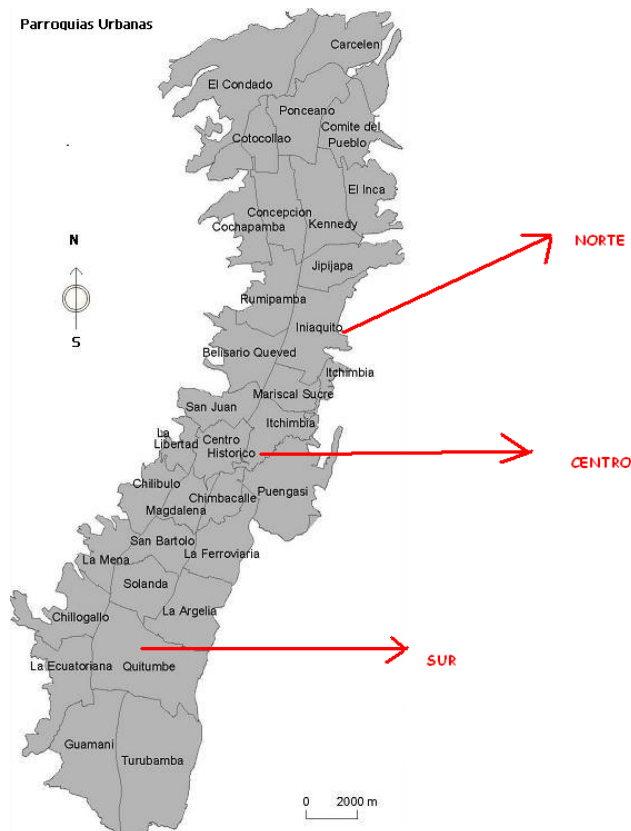 Parroquias Urbanas
Carcelen
El Condado
Ponceano
Comite del
Pueblo
Cotocollao
El Inca
Concepcion
Kennedy
Cochapamba
N
NORTE
Jipijapa
Rumipamba
Iniaquito
S
Belisario Queved
Itchimbia
Mariscal Sucre
San Juan
Itchimbia
La
Libertad
Centro
Historico
CENTRO
Chilibulo
Chimbacalle
Puengasi
Magdalena
San Bartolo
La Ferroviaria
La Mena
Solanda
La Argelia
Chillogallo
La Ecuatoriana
Quitumbe
SUR
Guamani
Turubamba
0 2000 m